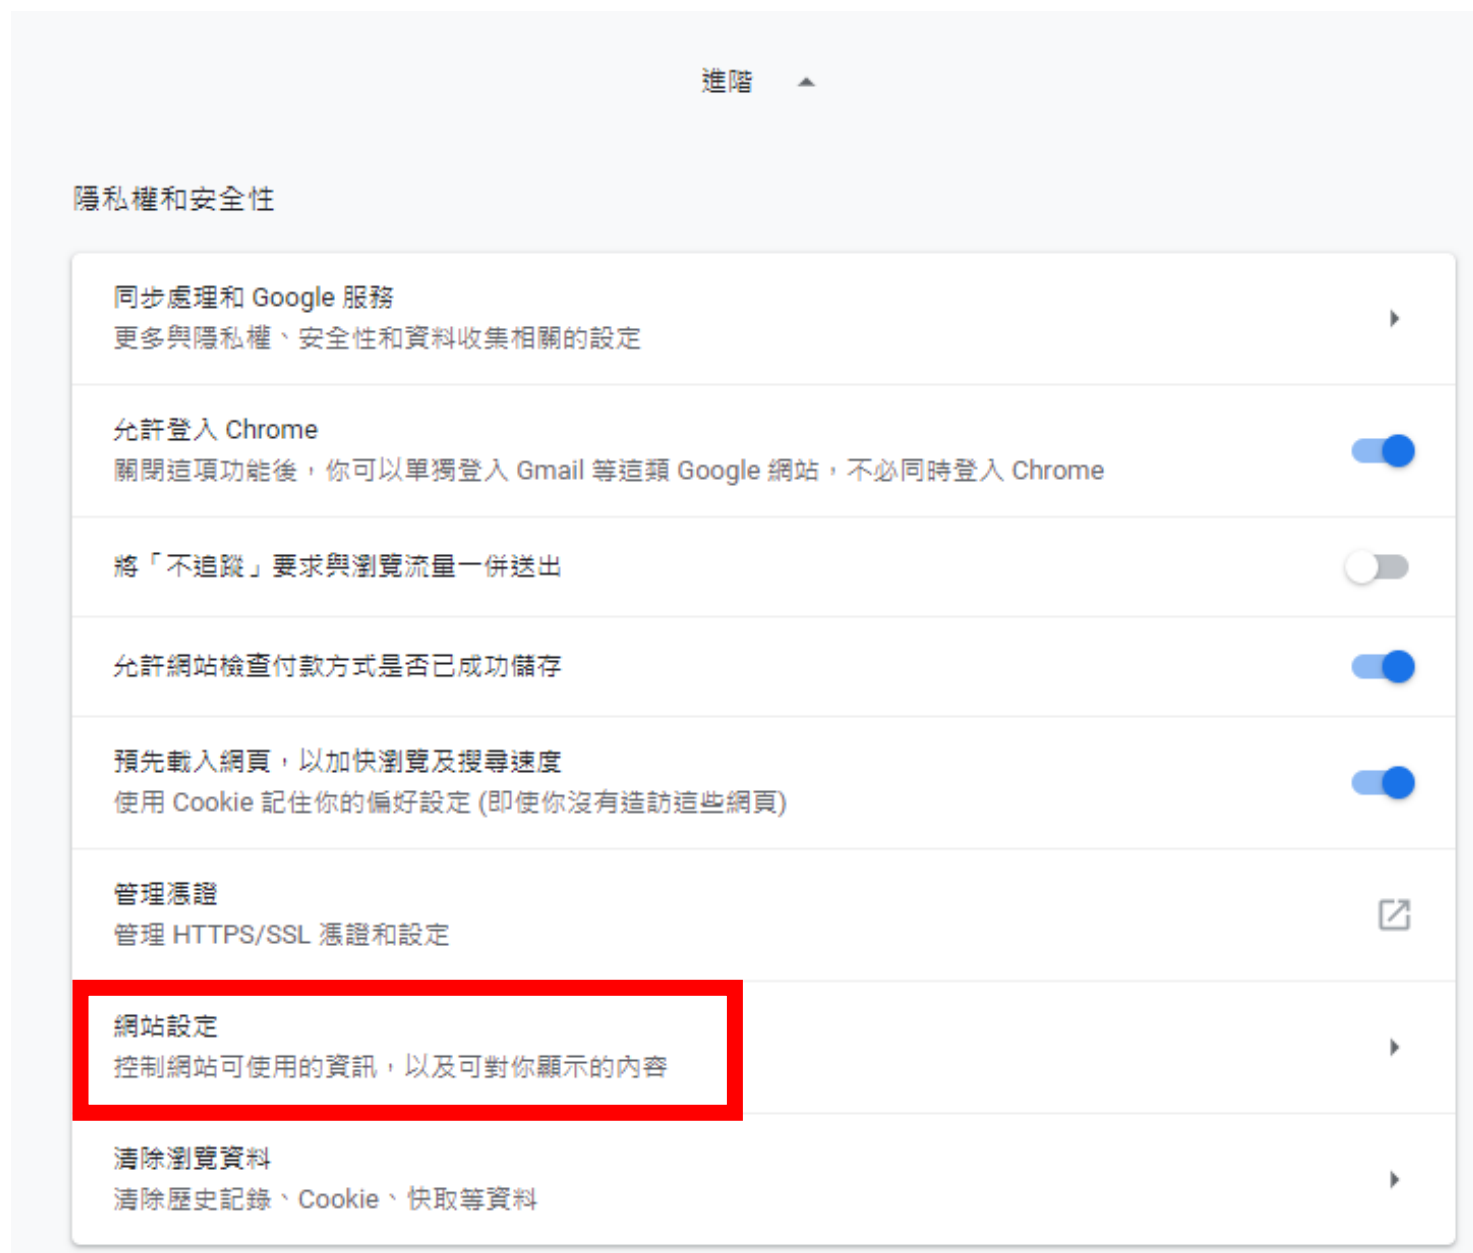 進階
隱私權和安全性
同步處理和 Google 服務
更多與隱私權、安全性和資料收集相關的設定
允許登入 Chrome
關閉這項功能後，你可以單獨登入 Gmail 等這類 Google 網站，不必同時登入 Chrome
將「不追蹤」要求與瀏覽流量一併送出
允許網站檢查付款方式是否已成功儲存
預先載入網頁，以加快瀏覽及搜尋速度
使用 Cookie 記住你的偏好設定 (即使你沒有造訪這些網頁)
管理憑證
管理 HTTPS/SSL 憑證和設定
網站設定
控制網站可使用的資訊，以及可對你顯示的內容
清除瀏覽資料
清除歷史記錄、Cookie、快取等資料